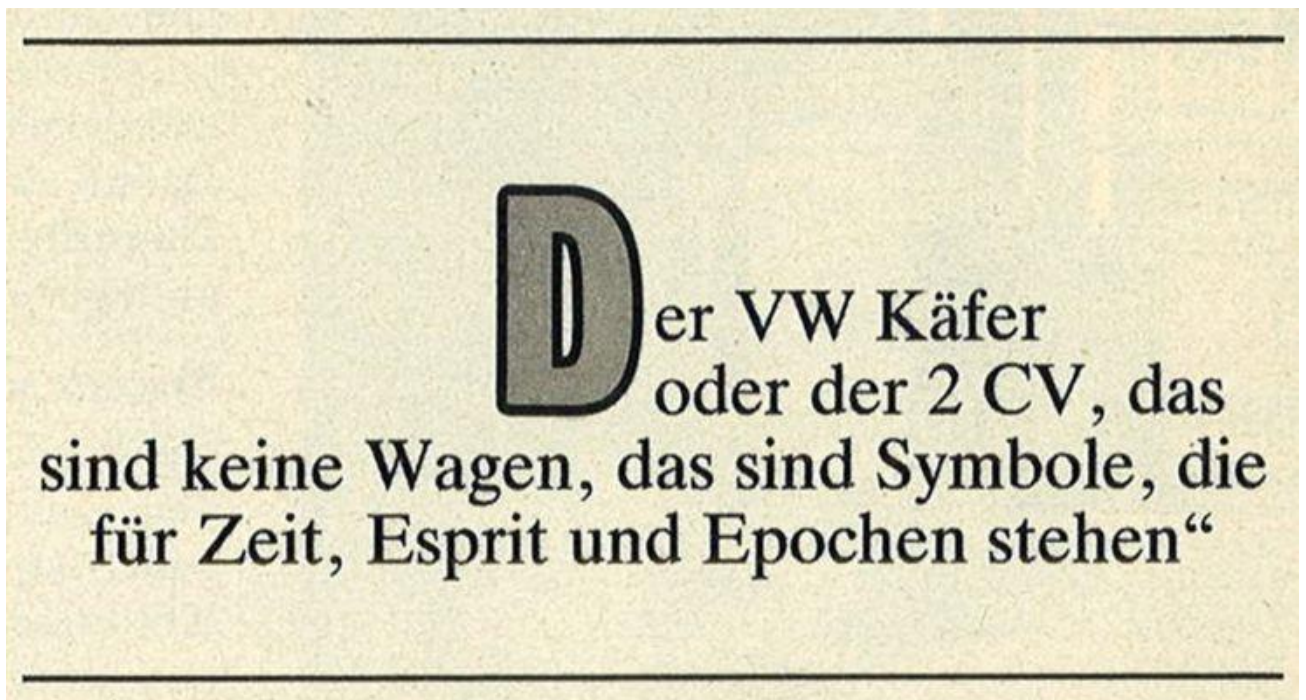 Der VW Käfer
oder der 2 CV, das
sind keine Wagen, das sind Symbole, die
für Zeit, Esprit und Epochen stehen“